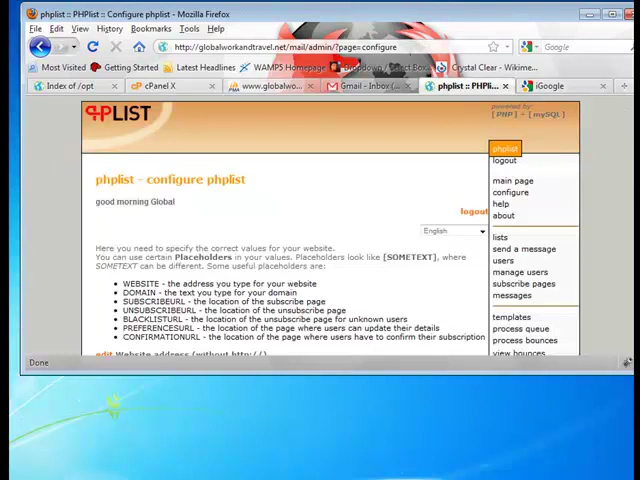 phplist :: PHPlist :: Configure phplist - Mozilla Firefox
File Edit View History Bookmarks Tools Help
http://globalworkandtravel.net/mail/admin/?page=configure
Google
Most Visited Getting Started Latest Headlines WAMP5 Homepage Dropdown / Select Box... Crystal Clear - Wikime...
Index of /opt
cPanel X
www.globalwo...
Gmail - Inbox (...
phplist :: PHPli...
iGoogle
PHPLIST
powered by:
[ PHP ] + [ mySQL ]
phplist
logout
main page
configure
help
about
lists
send a message
users
manage users
subscribe pages
messages
templates
process queue
process bounces
view bounces
phplist - configure phplist
good morning Global
logout
English
Here you need to specify the correct values for your website.
You can use certain Placeholders in your values. Placeholders look like [SOMETEXT], where
SOMETEXT can be different. Some useful placeholders are:
WEBSITE - the address you type for your website
DOMAIN - the text you type for your domain
SUBSCRIBEURL - the location of the subscribe page
UNSUBSCRIBEURL - the location of the unsubscribe page
BLACKLISTURL - the location of the unsubscribe page for unknown users
PREFERENCESURL - the location of the page where users can update their details
CONFIRMATIONURL - the location of the page where users have to confirm their subscription
edit Website address (without http://)
Done